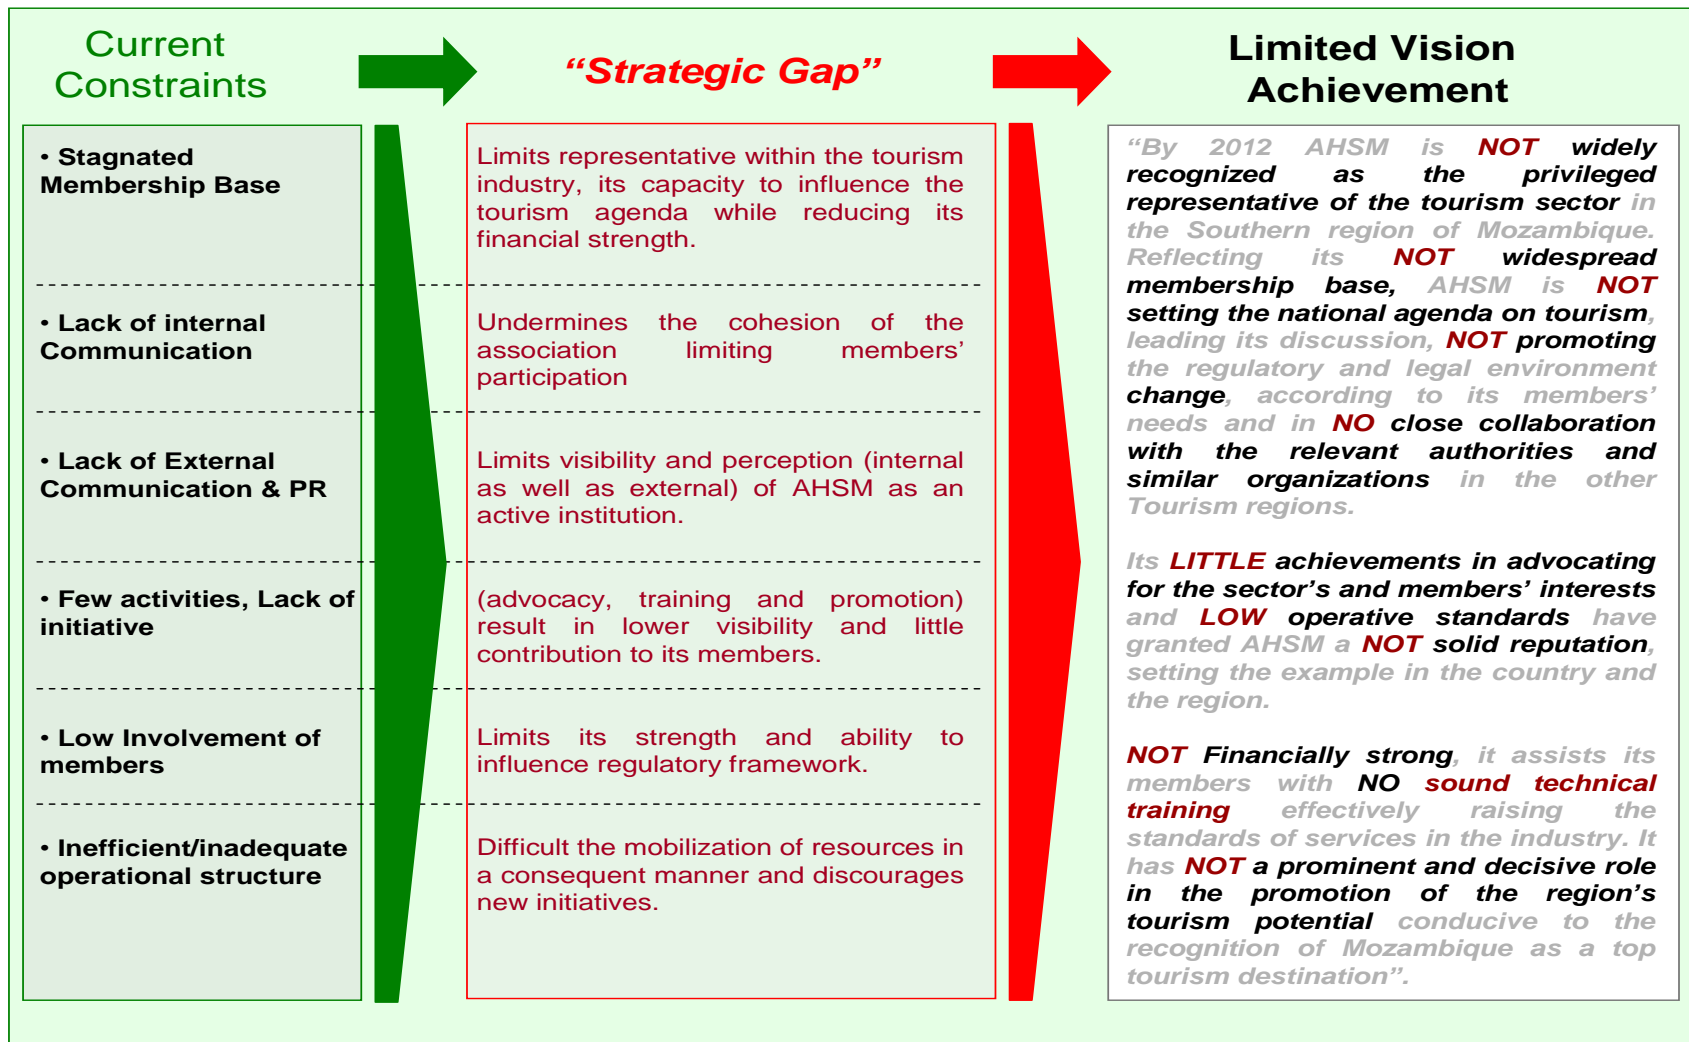 Current
Constraints
“Strategic Gap”
Limited Vision
Achievement
• Stagnated
Membership Base
Limits representative within the tourism
industry, its capacity to influence the
tourism agenda while reducing its
financial strength.
• Lack of internal
Communication
Undermines the cohesion of the
association limiting members’
participation
• Lack of External
Communication & PR
Limits visibility and perception (internal
as well as external) of AHSM as an
active institution.
• Few activities, Lack of
initiative
(advocacy, training and promotion)
result in lower visibility and little
contribution to its members.
• Low Involvement of
members
Limits its strength and ability to
influence regulatory framework.
• Inefficient/inadequate
operational structure
Difficult the mobilization of resources in
a consequent manner and discourages
new initiatives.
“By 2012 AHSM is NOT widely
recognized as the privileged
representative of the tourism sector in
the Southern region of Mozambique.
Reflecting its NOT widespread
membership base, AHSM is NOT
setting the national agenda on tourism,
leading its discussion, NOT promoting
the regulatory and legal environment
change, according to its members’
needs and in NO close collaboration
with the relevant authorities and
similar organizations in the other
Tourism regions.
Its LITTLE achievements in advocating
for the sector’s and members’ interests
and LOW operative standards have
granted AHSM a NOT solid reputation,
setting the example in the country and
the region.
NOT Financially strong, it assists its
members with NO sound technical
training effectively raising the
standards of services in the industry. It
has NOT a prominent and decisive role
in the promotion of the region’s
tourism potential conducive to the
recognition of Mozambique as a top
tourism destination”.